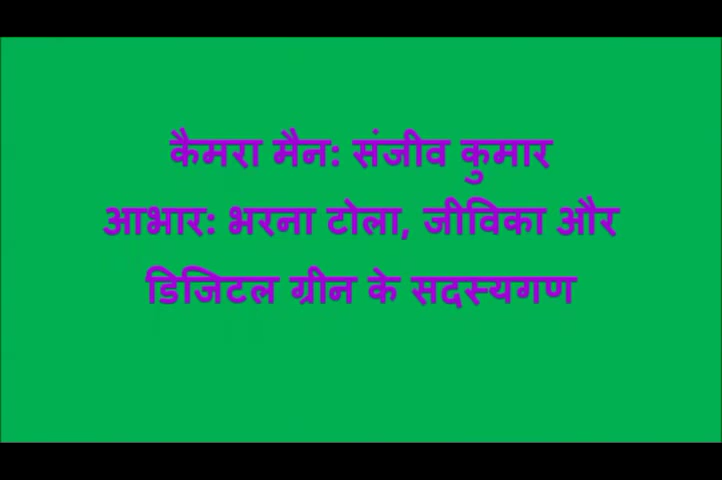 कैमरा मैन: संजीव कुमार
आभार: भरना टोला, जीविका और
डिजिटल ग्रीन के सदस्यगण